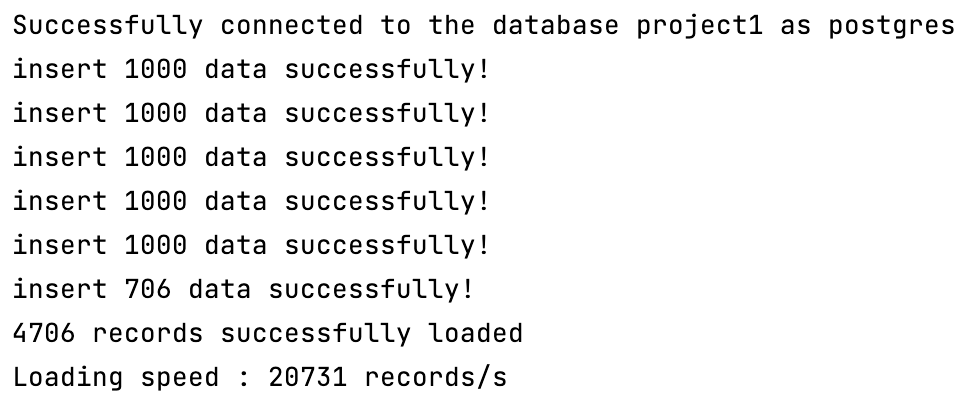 Successfully connected to the database project1 as postgres
insert 1000 data successfully!
insert 1000 data successfully!
insert 1000 data successfully!
insert 1000 data successfully!
insert 1000 data successfully!
insert 706 data successfully!
4706 records successfully loaded
Loading speed : 20731 records/s